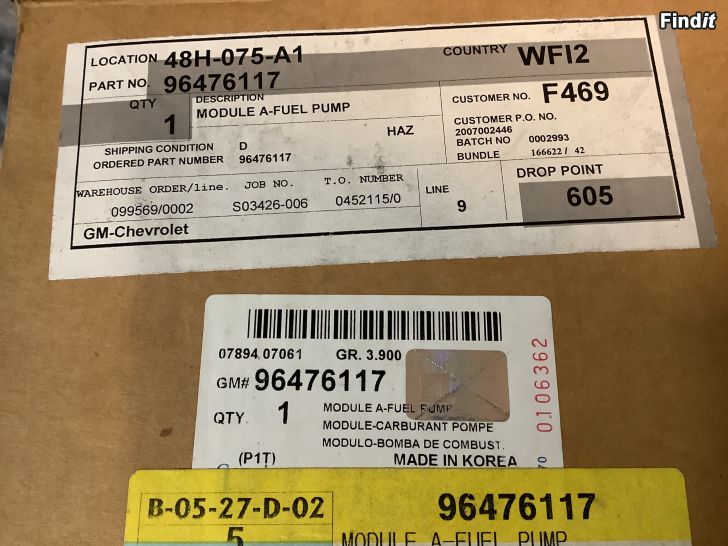 Findit
LOCATION 48H-075-A1 COUNTRY WFI2
PART NO. 96476117
QTY 1 DESCRIPTION MODULE A-FUEL PUMP CUSTOMER NO. F469
HAZ CUSTOMER P.O. NO. 2007002446
SHIPPING CONDITION D BATCH NO 0002993
ORDERED PART NUMBER 96476117 BUNDLE 166622/ 42
WAREHOUSE ORDER/line. JOB NO. T.O. NUMBER LINE DROP POINT
099569/0002 S03426-006 0452115/0 9 605
GM-Chevrolet
07894 07061 GR. 3.900
GM# 96476117
QTY. 1 MODULE A-FUEL PUMP
MODULE-CARBURANT POMPE
MODULO-BOMBA DE COMBUST.
(P1T) MADE IN KOREA
0106362
70
B-05-27-D-02 96476117
5 MODULE A-FUEL PUMP